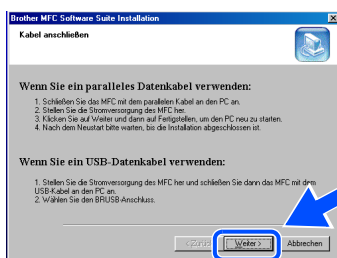 Brother MFC Software Suite Installation
Kabel anschließen
Wenn Sie ein paralleles Datenkabel verwenden:
1. Schließen Sie das MFC mit dem parallelen Kabel an den PC an.
2. Stellen Sie die Stromversorgung des MFC her.
3. Klicken Sie auf Weiter und dann auf Fertigstellen, um den PC neu zu starten.
4. Nach dem Neustart bitte warten, bis die Installation abgeschlossen ist.
Wenn Sie ein USB-Datenkabel verwenden:
1. Stellen Sie die Stromversorgung des MFC her und schließen Sie dann das MFC mit dem
USB-Kabel an den PC an.
2. Wählen Sie den BRUSB-Anschluss.
Weiter > Abbrechen